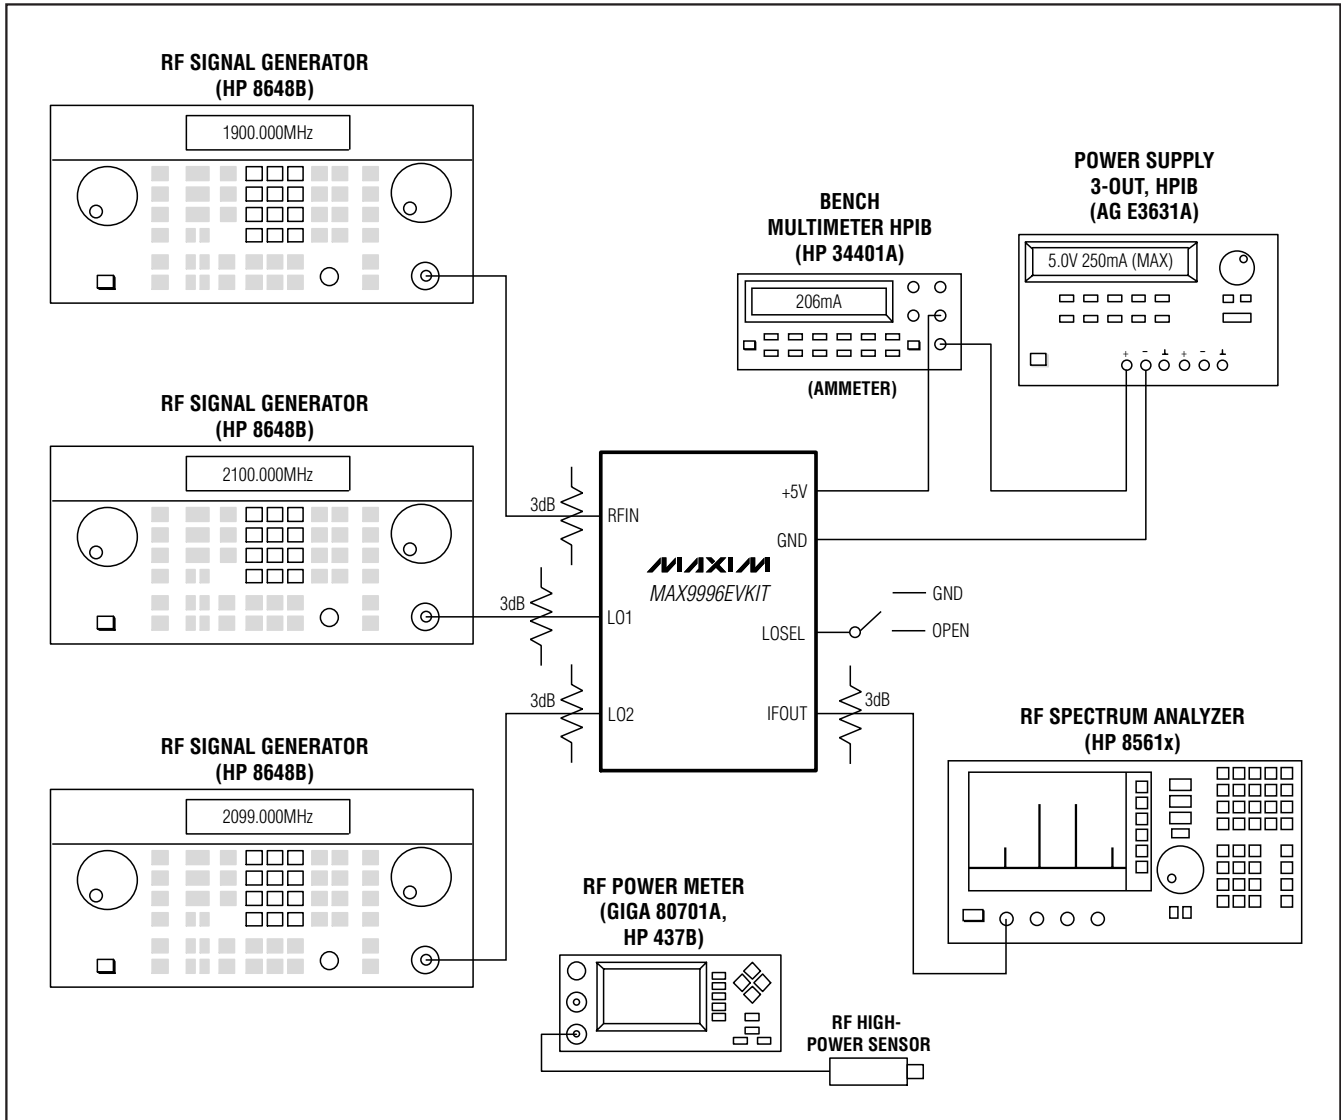 RF SIGNAL GENERATOR
(HP 8648B)
1900.000MHz
POWER SUPPLY
3-OUT, HPIB
(AG E3631A)
5.0V 250mA (MAX)
+ - ⊥ + - ⊥
BENCH
MULTIMETER HPIB
(HP 34401A)
206mA
(AMMETER)
RF SIGNAL GENERATOR
(HP 8648B)
2100.000MHz
3dB
RFIN
+5V
GND
MAXIM
MAX9996EVKIT
3dB
LO1
LOSEL
GND
OPEN
3dB
LO2
IFOUT
3dB
RF SIGNAL GENERATOR
(HP 8648B)
2099.000MHz
RF SPECTRUM ANALYZER
(HP 8561x)
RF POWER METER
(GIGA 80701A,
HP 437B)
RF HIGH-
POWER SENSOR